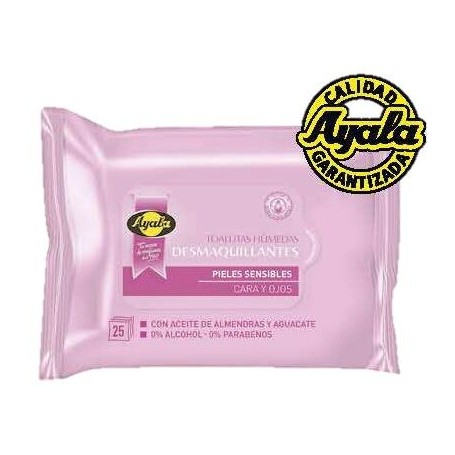 CALIDAD
Ayala
GARANTIZADA
Ayala
TOALLITAS HÚMEDAS
DESMAQUILLANTES
PIELES SENSIBLES
CARA Y OJOS
25
• CON ACEITE DE ALMENDRAS Y AGUACATE
• 0% ALCOHOL - 0% PARABENOS